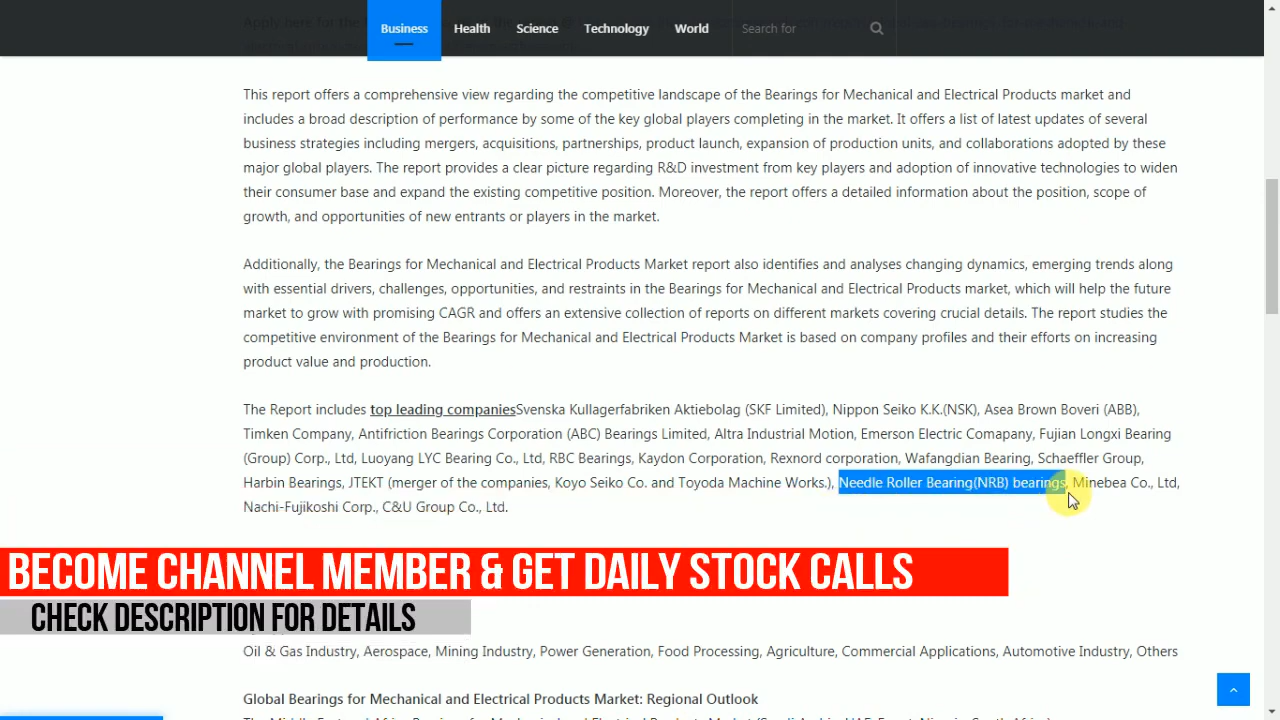 Business Health Science Technology World Search for
This report offers a comprehensive view regarding the competitive landscape of the Bearings for Mechanical and Electrical Products market and
includes a broad description of performance by some of the key global players completing in the market. It offers a list of latest updates of several
business strategies including mergers, acquisitions, partnerships, product launch, expansion of production units, and collaborations adopted by these
major global players. The report provides a clear picture regarding R&D investment from key players and adoption of innovative technologies to widen
their consumer base and expand the existing competitive position. Moreover, the report offers a detailed information about the position, scope of
growth, and opportunities of new entrants or players in the market.
Additionally, the Bearings for Mechanical and Electrical Products Market report also identifies and analyses changing dynamics, emerging trends along
with essential drivers, challenges, opportunities, and restraints in the Bearings for Mechanical and Electrical Products market, which will help the future
market to grow with promising CAGR and offers an extensive collection of reports on different markets covering crucial details. The report studies the
competitive environment of the Bearings for Mechanical and Electrical Products Market is based on company profiles and their efforts on increasing
product value and production.
The Report includes top leading companiesSvenska Kullagerfabriken Aktiebolag (SKF Limited), Nippon Seiko K.K.(NSK), Asea Brown Boveri (ABB),
Timken Company, Antifriction Bearings Corporation (ABC) Bearings Limited, Altra Industrial Motion, Emerson Electric Comapany, Fujian Longxi Bearing
(Group) Corp., Ltd, Luoyang LYC Bearing Co., Ltd, RBC Bearings, Kaydon Corporation, Rexnord corporation, Wafangdian Bearing, Schaeffler Group,
Harbin Bearings, JTEKT (merger of the companies, Koyo Seiko Co. and Toyoda Machine Works.), Needle Roller Bearing(NRB) bearings, Minebea Co., Ltd,
Nachi-Fujikoshi Corp., C&U Group Co., Ltd.
BECOME CHANNEL MEMBER & GET DAILY STOCK CALLS
CHECK DESCRIPTION FOR DETAILS
Oil & Gas Industry, Aerospace, Mining Industry, Power Generation, Food Processing, Agriculture, Commercial Applications, Automotive Industry, Others
Global Bearings for Mechanical and Electrical Products Market: Regional Outlook